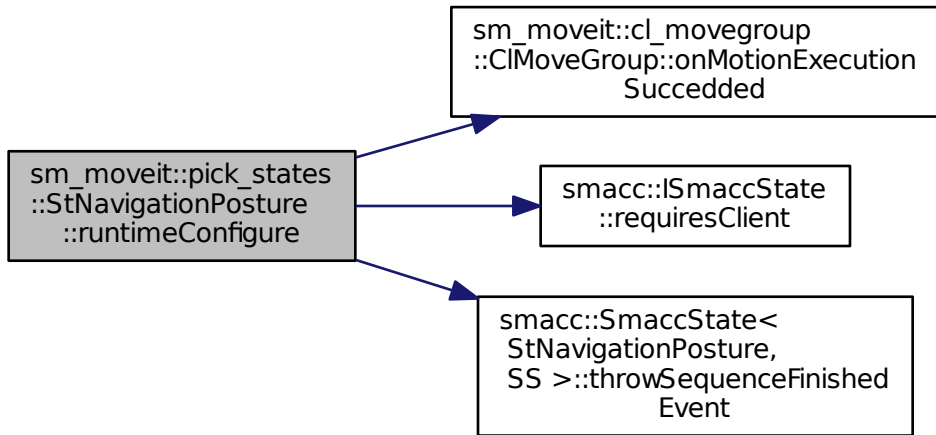 sm_moveit::pick_states
::StNavigationPosture
::runtimeConfigure
sm_moveit::cl_movegroup
::ClMoveGroup::onMotionExecution
Succedded
smacc::ISmaccState
::requiresClient
smacc::SmaccState<
StNavigationPosture,
SS >::throwSequenceFinished
Event